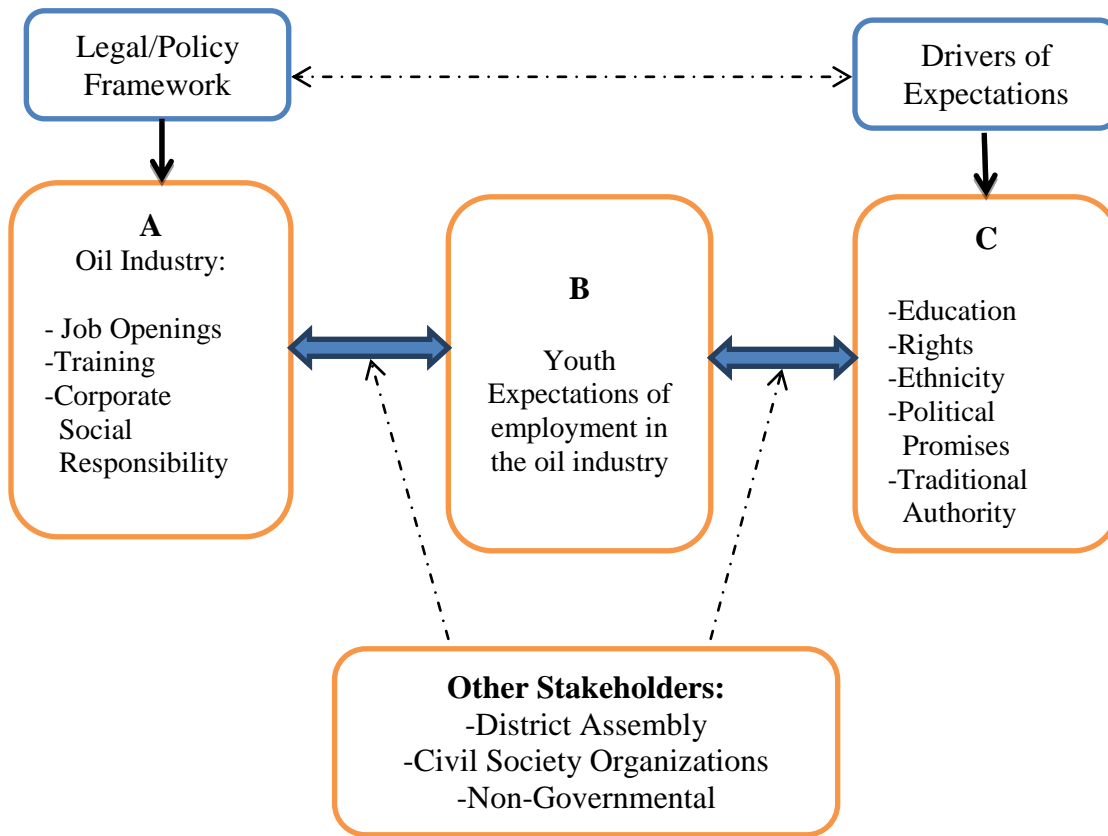 Legal/Policy
Framework
Drivers of
Expectations
A
Oil Industry:
- Job Openings
-Training
-Corporate
Social
Responsibility
B
Youth
Expectations of
employment in
the oil industry
C
-Education
-Rights
-Ethnicity
-Political
Promises
-Traditional
Authority
Other Stakeholders:
-District Assembly
-Civil Society Organizations
-Non-Governmental